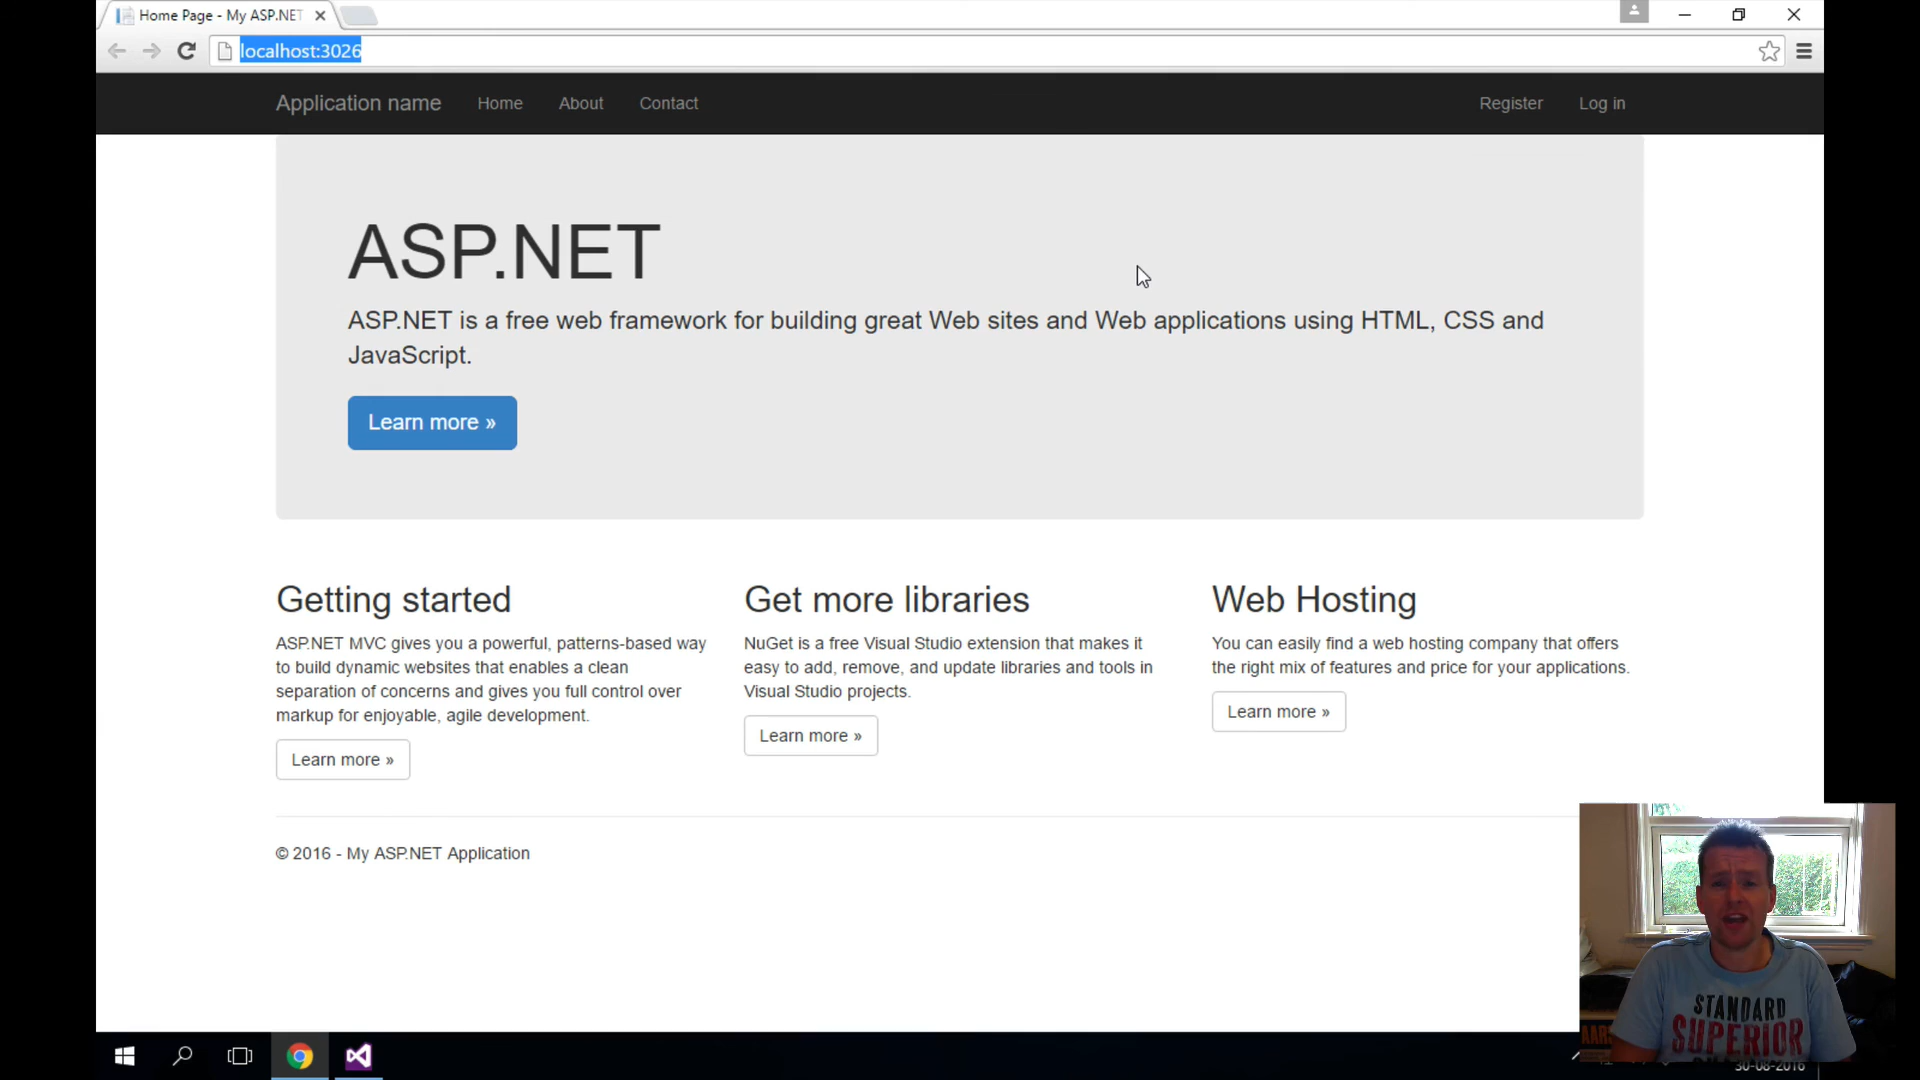 Home Page - My ASP.NET
localhost:3026
Application name Home About Contact Register Log in
ASP.NET
ASP.NET is a free web framework for building great Web sites and Web applications using HTML, CSS and
JavaScript.
Learn more »
Getting started
ASP.NET MVC gives you a powerful, patterns-based way
to build dynamic websites that enables a clean
separation of concerns and gives you full control over
markup for enjoyable, agile development.
Learn more »
Get more libraries
NuGet is a free Visual Studio extension that makes it
easy to add, remove, and update libraries and tools in
Visual Studio projects.
Learn more »
Web Hosting
You can easily find a web hosting company that offers
the right mix of features and price for your applications.
Learn more »
© 2016 - My ASP.NET Application
STANDARD
SUPERIOR
30-08-2016